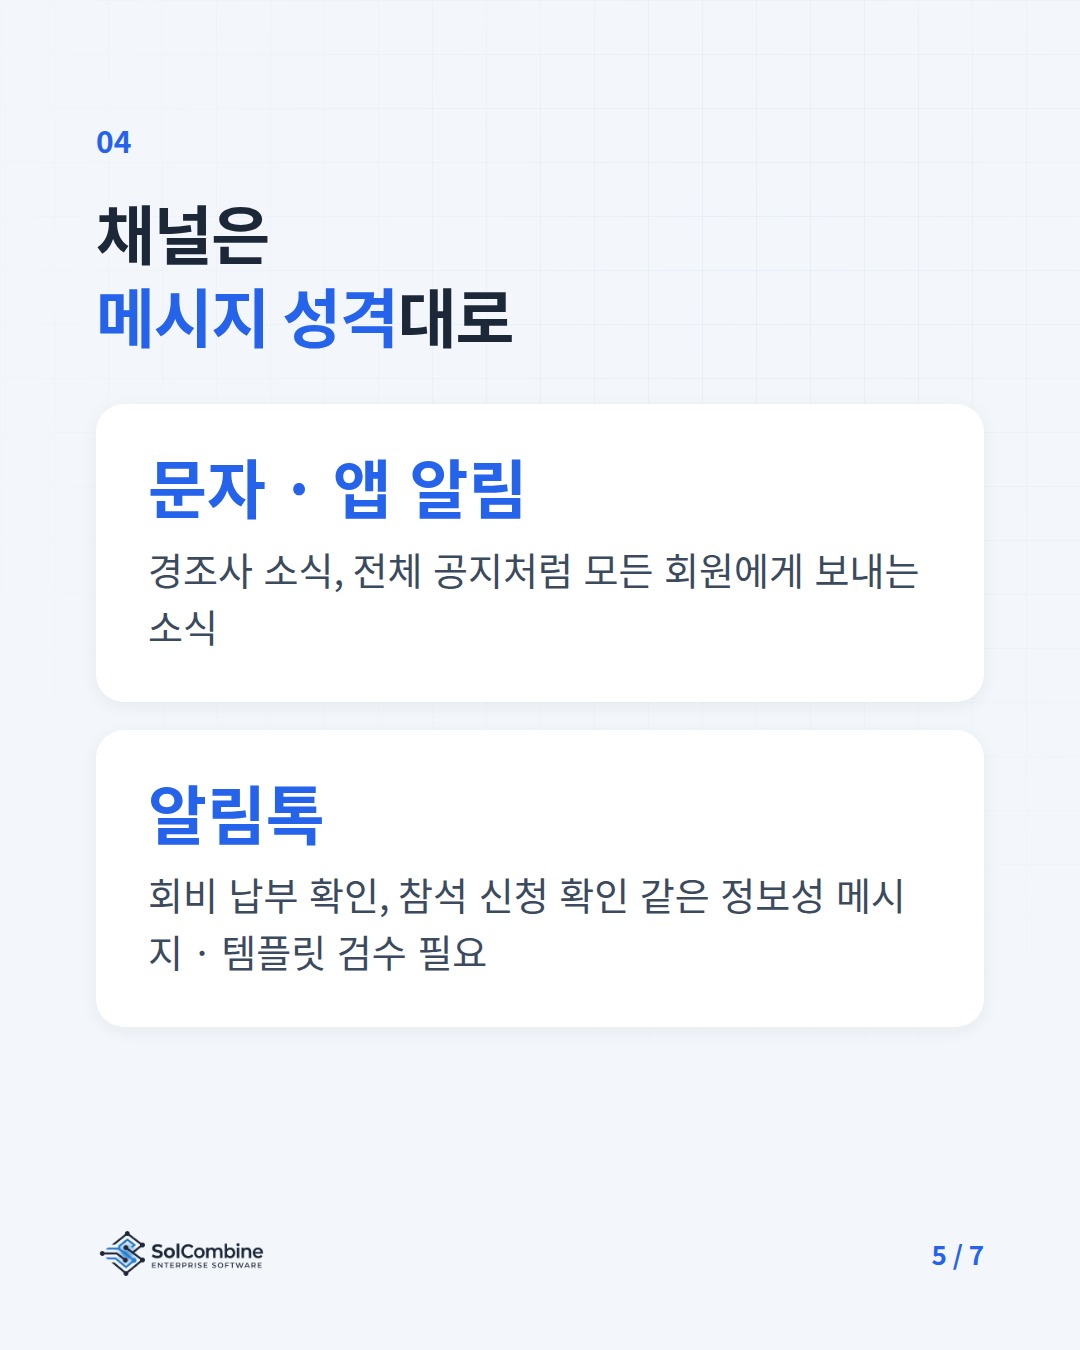 04
채널은
메시지 성격대로
문자 · 앱 알림
경조사 소식, 전체 공지처럼 모든 회원에게 보내는
소식
알림톡
회비 납부 확인, 참석 신청 확인 같은 정보성 메시
지 · 템플릿 검수 필요
SolCombine
ENTERPRISE SOFTWARE
5 / 7